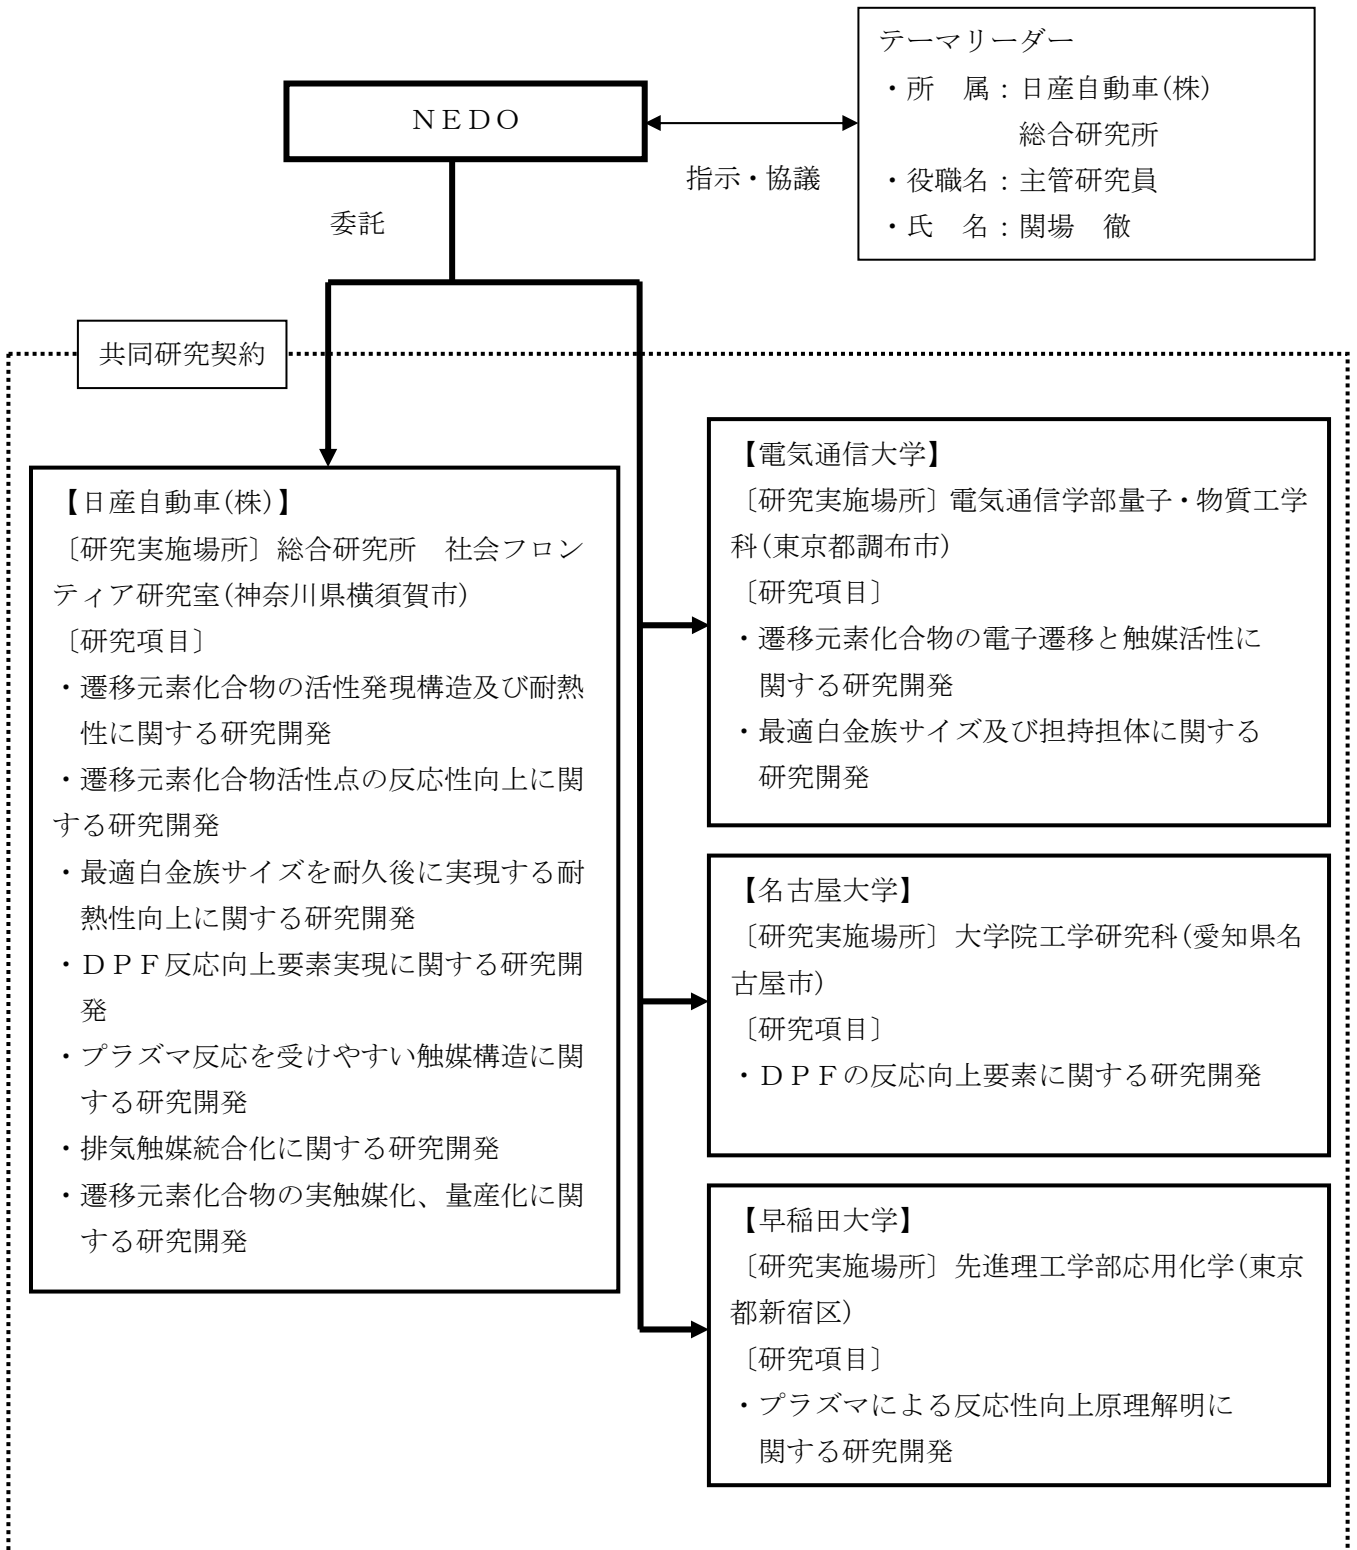 NEDO
テーマリーダー
・所　属：日産自動車(株)
総合研究所
・役職名：主管研究員
・氏　名：関場　徹
指示・協議
委託
共同研究契約
【日産自動車(株)】
〔研究実施場所〕総合研究所　社会フロン
ティア研究室(神奈川県横須賀市)
〔研究項目〕
・遷移元素化合物の活性発現構造及び耐熱
性に関する研究開発
・遷移元素化合物活性点の反応性向上に関
する研究開発
・最適白金族サイズを耐久後に実現する耐
熱性向上に関する研究開発
・ＤＰＦ反応向上要素実現に関する研究開
発
・プラズマ反応を受けやすい触媒構造に関
する研究開発
・排気触媒統合化に関する研究開発
・遷移元素化合物の実触媒化、量産化に関
する研究開発
【電気通信大学】
〔研究実施場所〕電気通信学部量子・物質工学
科(東京都調布市)
〔研究項目〕
・遷移元素化合物の電子遷移と触媒活性に
関する研究開発
・最適白金族サイズ及び担持担体に関する
研究開発
【名古屋大学】
〔研究実施場所〕大学院工学研究科(愛知県名
古屋市)
〔研究項目〕
・ＤＰＦの反応向上要素に関する研究開発
【早稲田大学】
〔研究実施場所〕先進理工学部応用化学(東京
都新宿区)
〔研究項目〕
・プラズマによる反応性向上原理解明に
関する研究開発